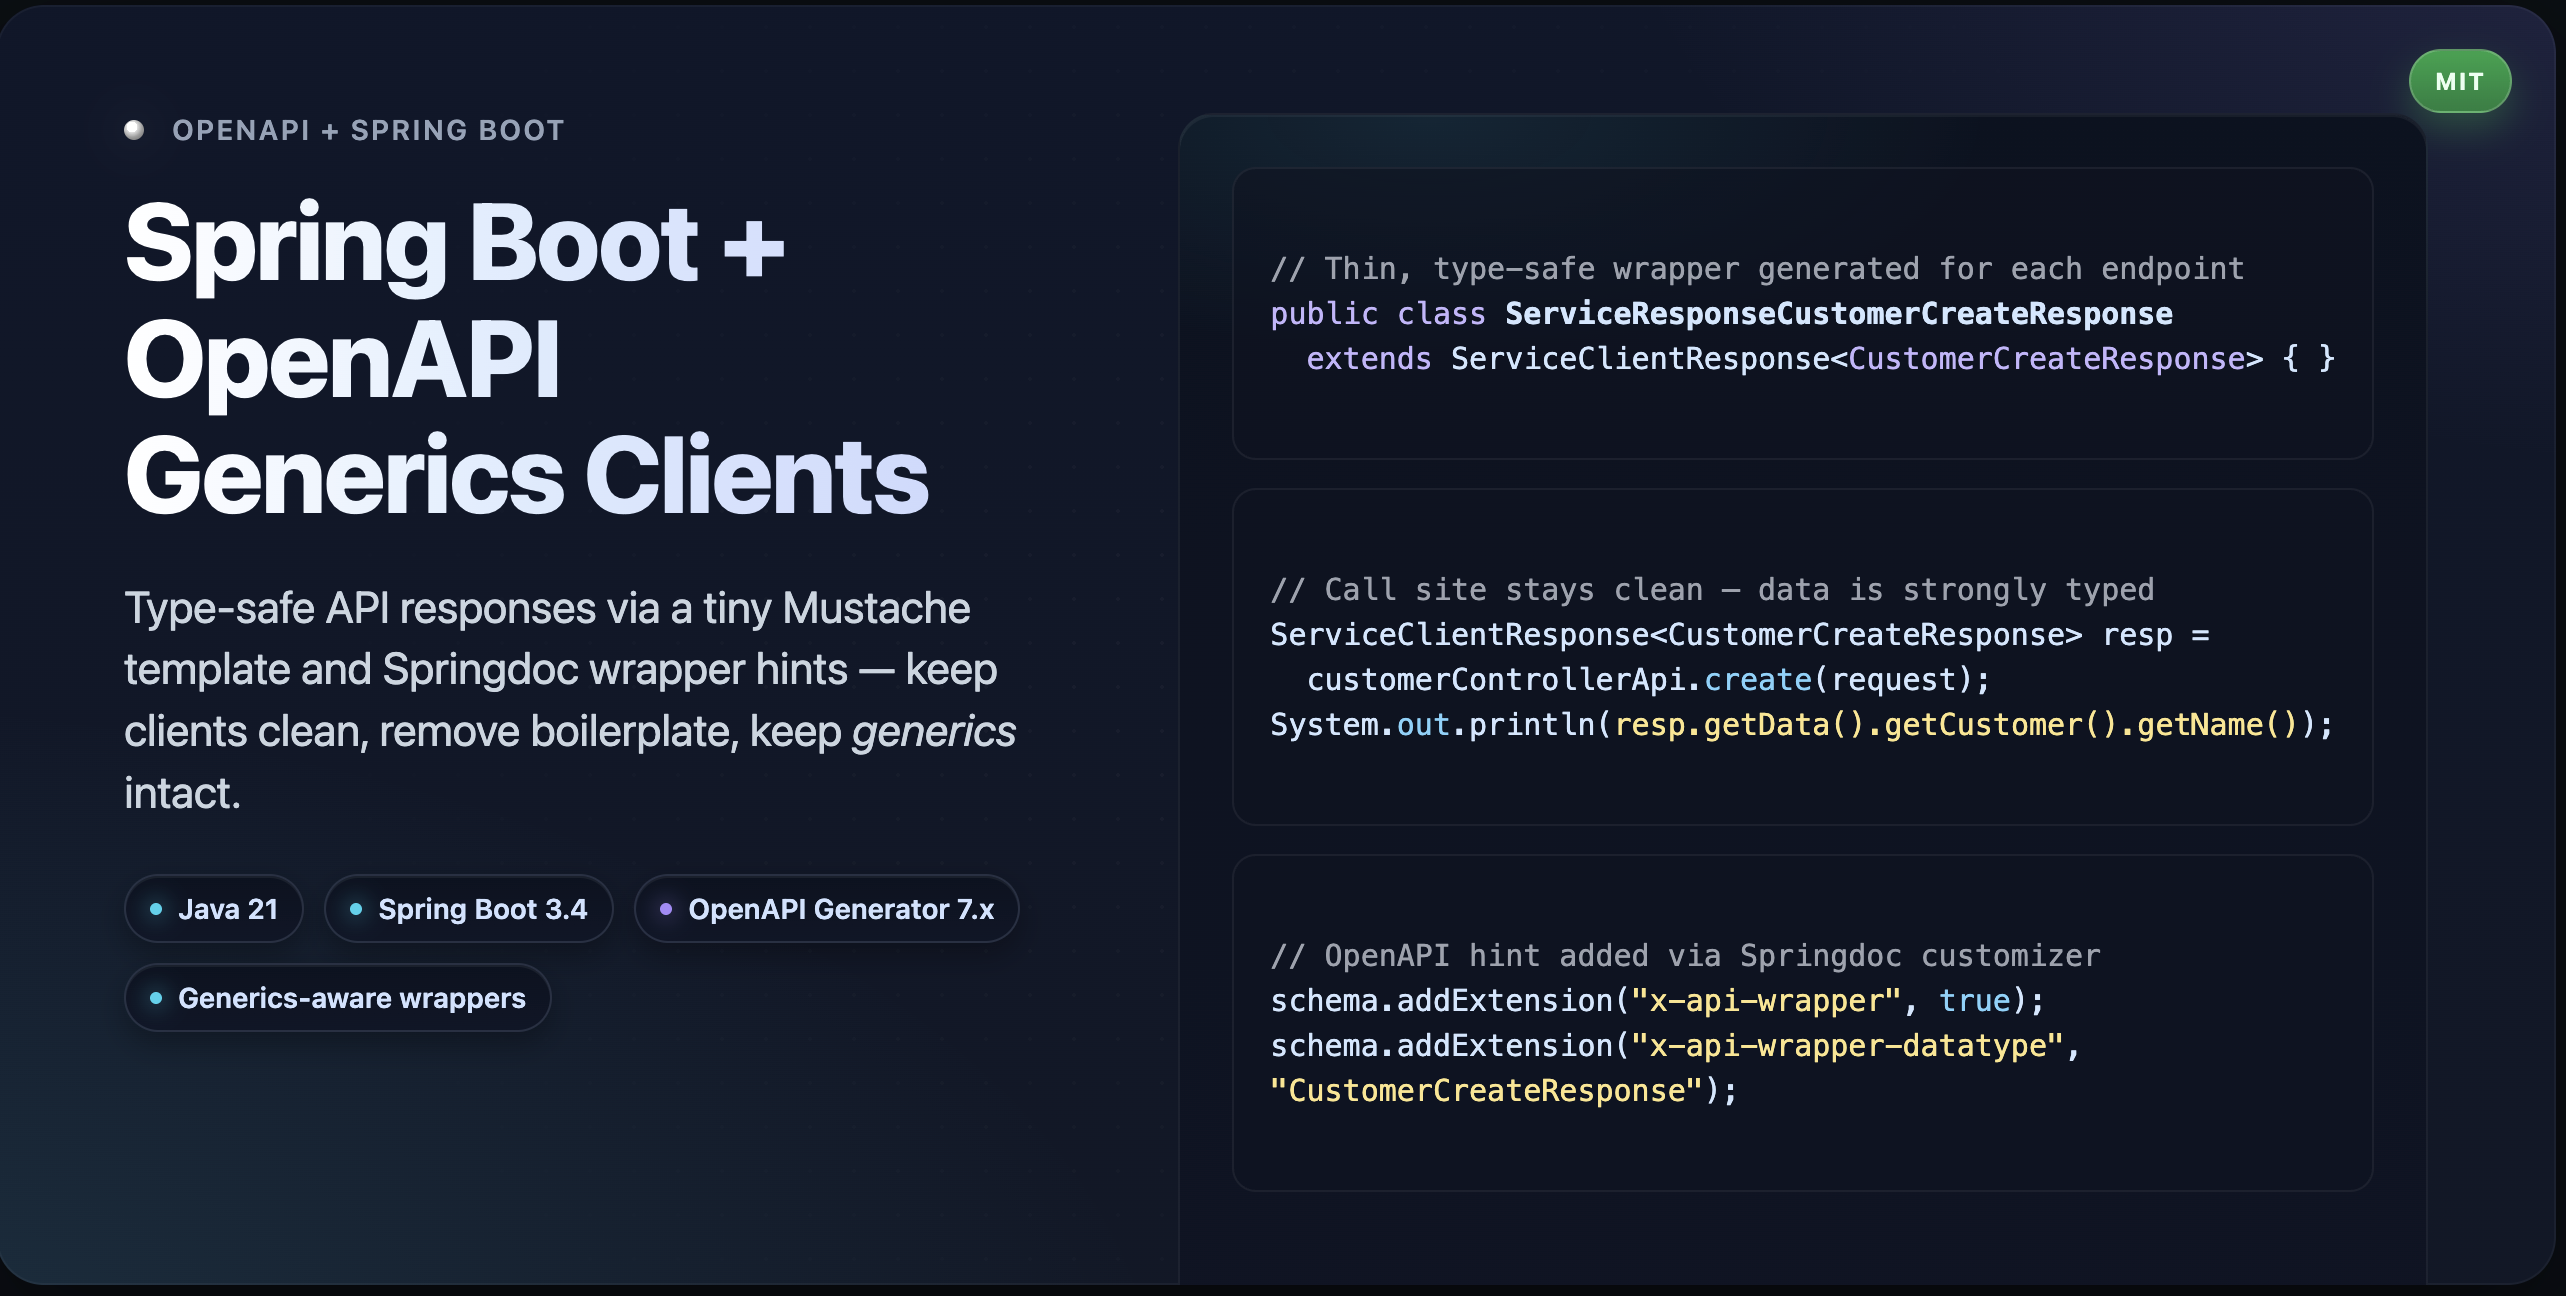 MIT
OPENAPI + SPRING BOOT
Spring Boot +
OpenAPI
Generics Clients
Type-safe API responses via a tiny Mustache
template and Springdoc wrapper hints — keep
clients clean, remove boilerplate, keep generics
intact.
Java 21
Spring Boot 3.4
OpenAPI Generator 7.x
Generics-aware wrappers
// Thin, type-safe wrapper generated for each endpoint
public class ServiceResponseCustomerCreateResponse
  extends ServiceClientResponse<CustomerCreateResponse> { }
// Call site stays clean — data is strongly typed
ServiceClientResponse<CustomerCreateResponse> resp =
  customerControllerApi.create(request);
System.out.println(resp.getData().getCustomer().getName());
// OpenAPI hint added via Springdoc customizer
schema.addExtension("x-api-wrapper", true);
schema.addExtension("x-api-wrapper-datatype",
"CustomerCreateResponse");